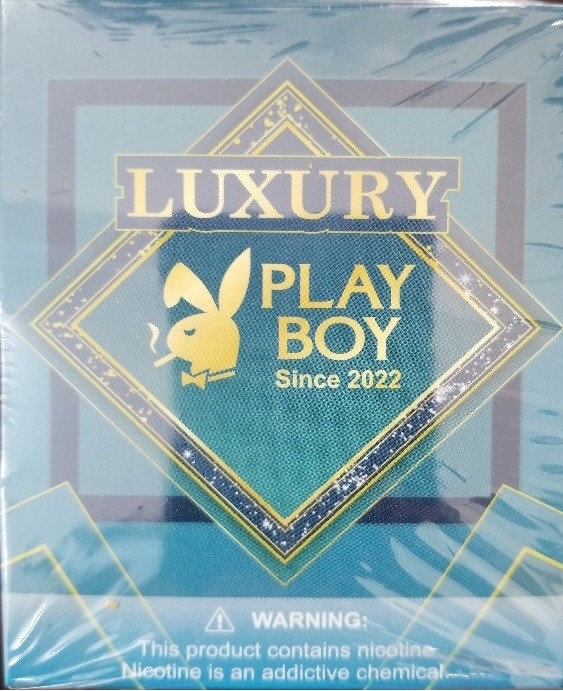 LUXURY
PLAY
BOY
Since 2022
WARNING:
This product contains nicotine
Nicotine is an addictive chemical.